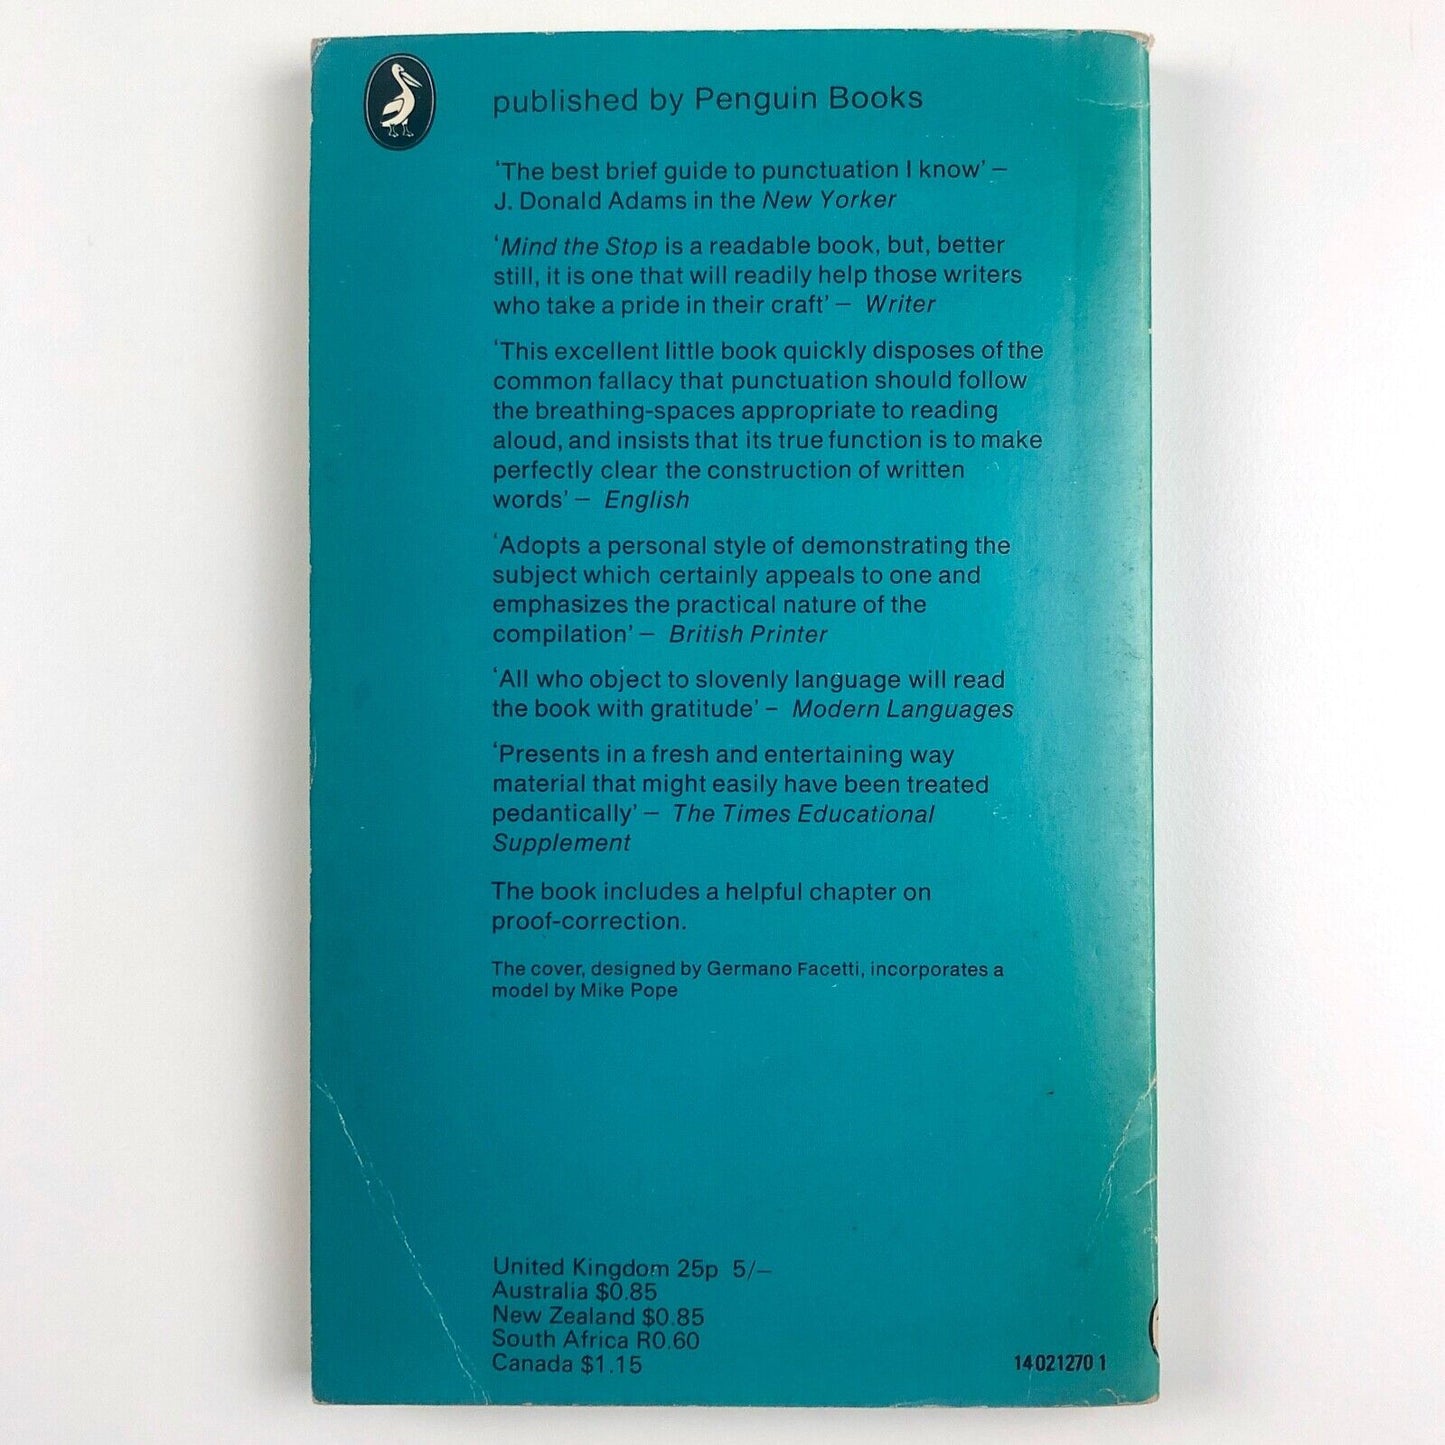 published by Penguin Books
‘The best brief guide to punctuation I know’ –
J. Donald Adams in the New Yorker
‘Mind the Stop is a readable book, but, better
still, it is one that will readily help those writers
who take a pride in their craft’ – Writer
‘This excellent little book quickly disposes of the
common fallacy that punctuation should follow
the breathing-spaces appropriate to reading
aloud, and insists that its true function is to make
perfectly clear the construction of written
words’ – English
‘Adopts a personal style of demonstrating the
subject which certainly appeals to one and
emphasizes the practical nature of the
compilation’ – British Printer
‘All who object to slovenly language will read
the book with gratitude’ – Modern Languages
‘Presents in a fresh and entertaining way
material that might easily have been treated
pedantically’ – The Times Educational
Supplement
The book includes a helpful chapter on
proof-correction.
The cover, designed by Germano Facetti, incorporates a
model by Mike Pope
United Kingdom 25p 5/–
Australia $0.85
New Zealand $0.85
South Africa R0.60
Canada $1.15
14 021270 1